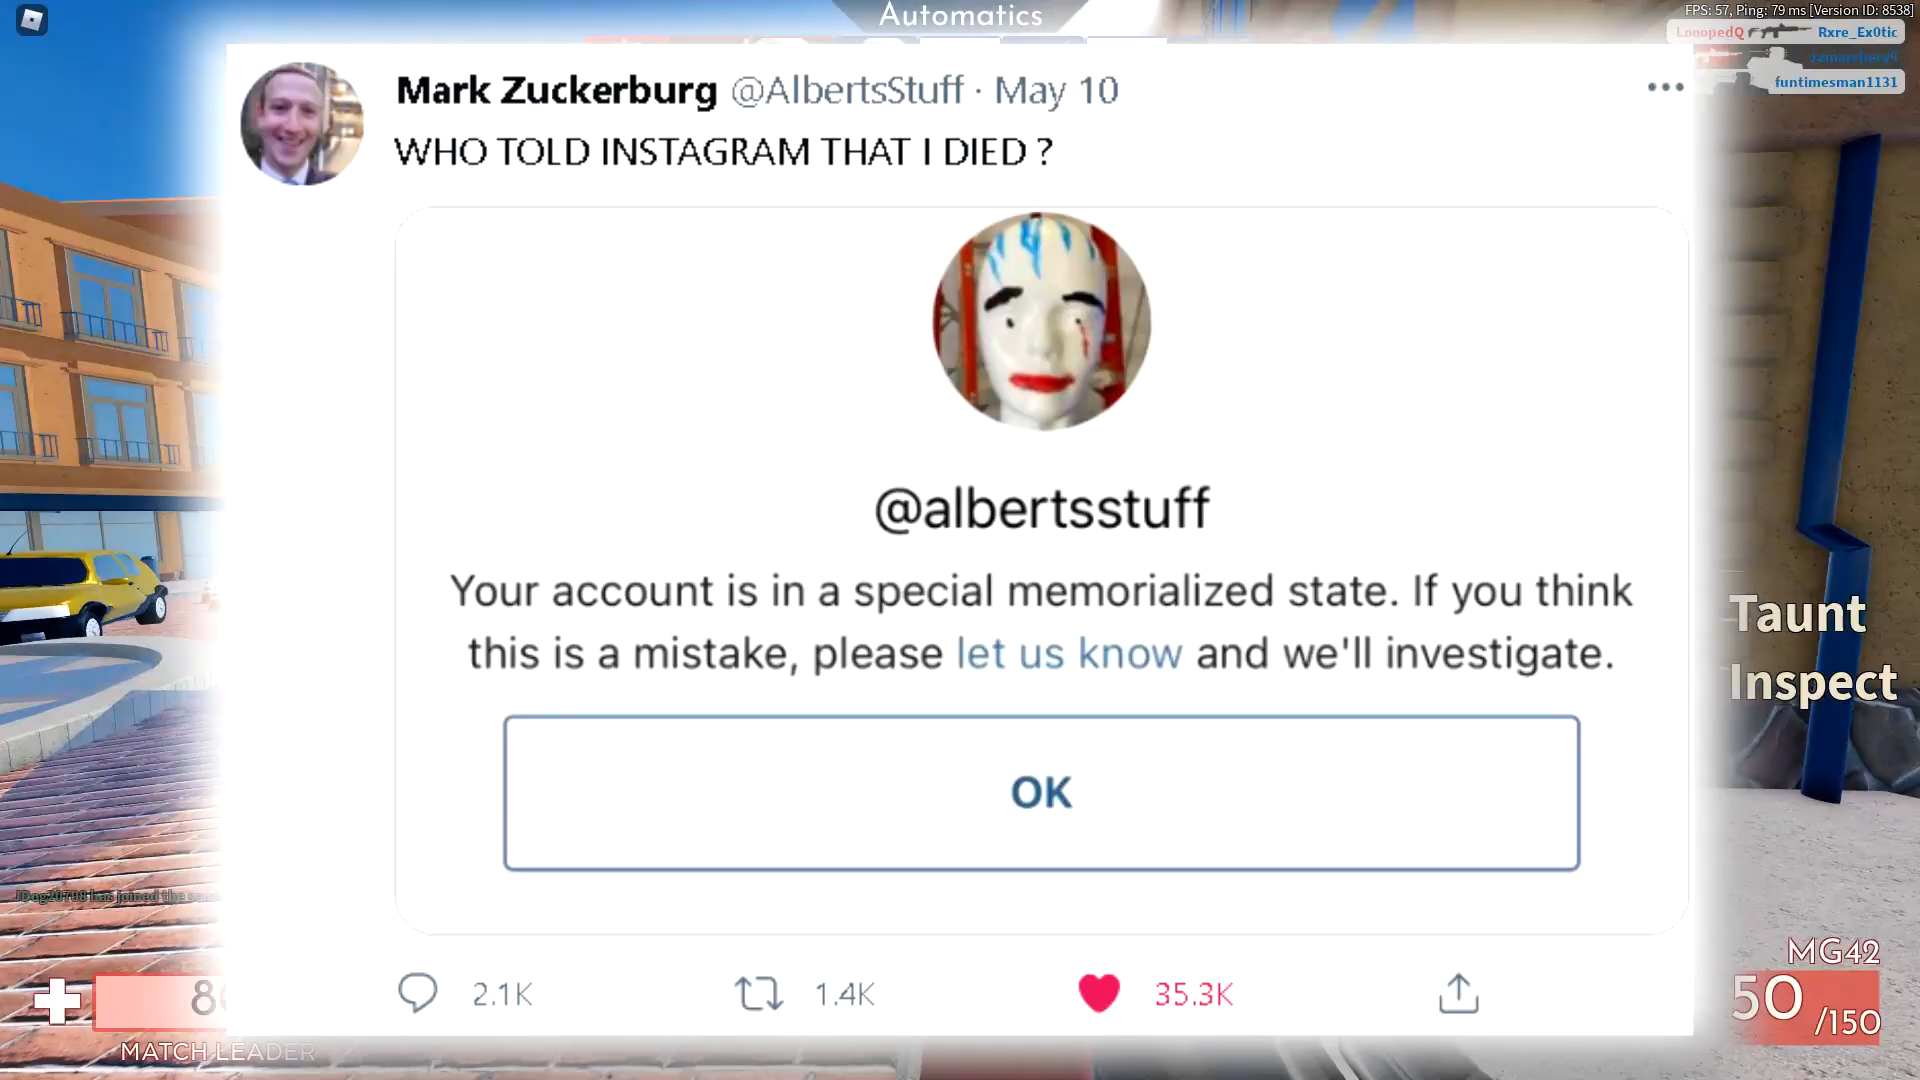 Automatics
FPS: 57, Ping: 79 ms [Version ID: 8538]
LonopedQ Rxre_Ex0tic
funtimesman1131
Mark Zuckerburg @AlbertsStuff · May 10
WHO TOLD INSTAGRAM THAT I DIED ?
@albertsstuff
Your account is in a special memorialized state. If you think
this is a mistake, please let us know and we'll investigate.
OK
Taunt
Inspect
has joined the
2.1K 1.4K 35.3K
MG42
50 /150
MATCH LEADER